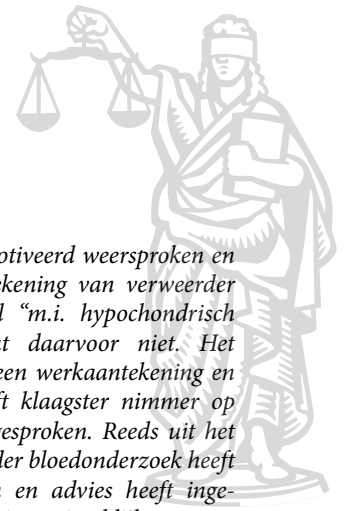 otiveerd weersproken en
ekening van verweerder
“m.i. hypochondrisch
daarvoor niet. Het
een werkaantekening en
klaagster nimmer op
esproken. Reeds uit het
der bloedonderzoek heeft
en advies heeft inge-